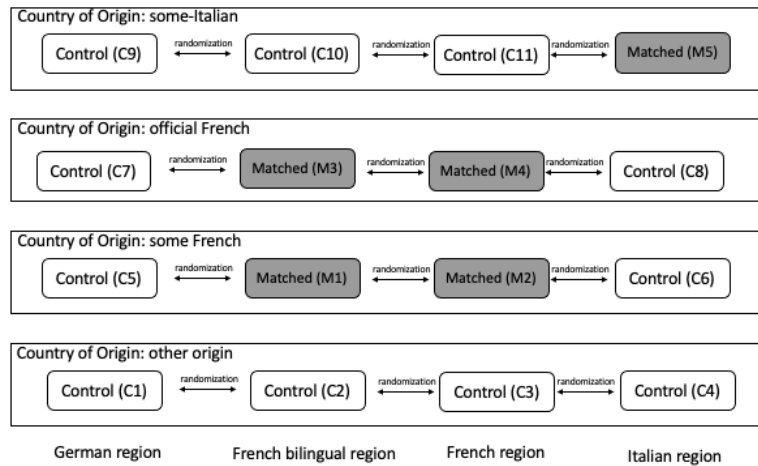 Country of Origin: some-Italian
Control (C9) randomization Control (C10) randomization Control (C11) randomization Matched (M5)
Country of Origin: official French
Control (C7) randomization Matched (M3) randomization Matched (M4) randomization Control (C8)
Country of Origin: some French
Control (C5) randomization Matched (M1) randomization Matched (M2) randomization Control (C6)
Country of Origin: other origin
Control (C1) randomization Control (C2) randomization Control (C3) randomization Control (C4)
German region French bilingual region French region Italian region